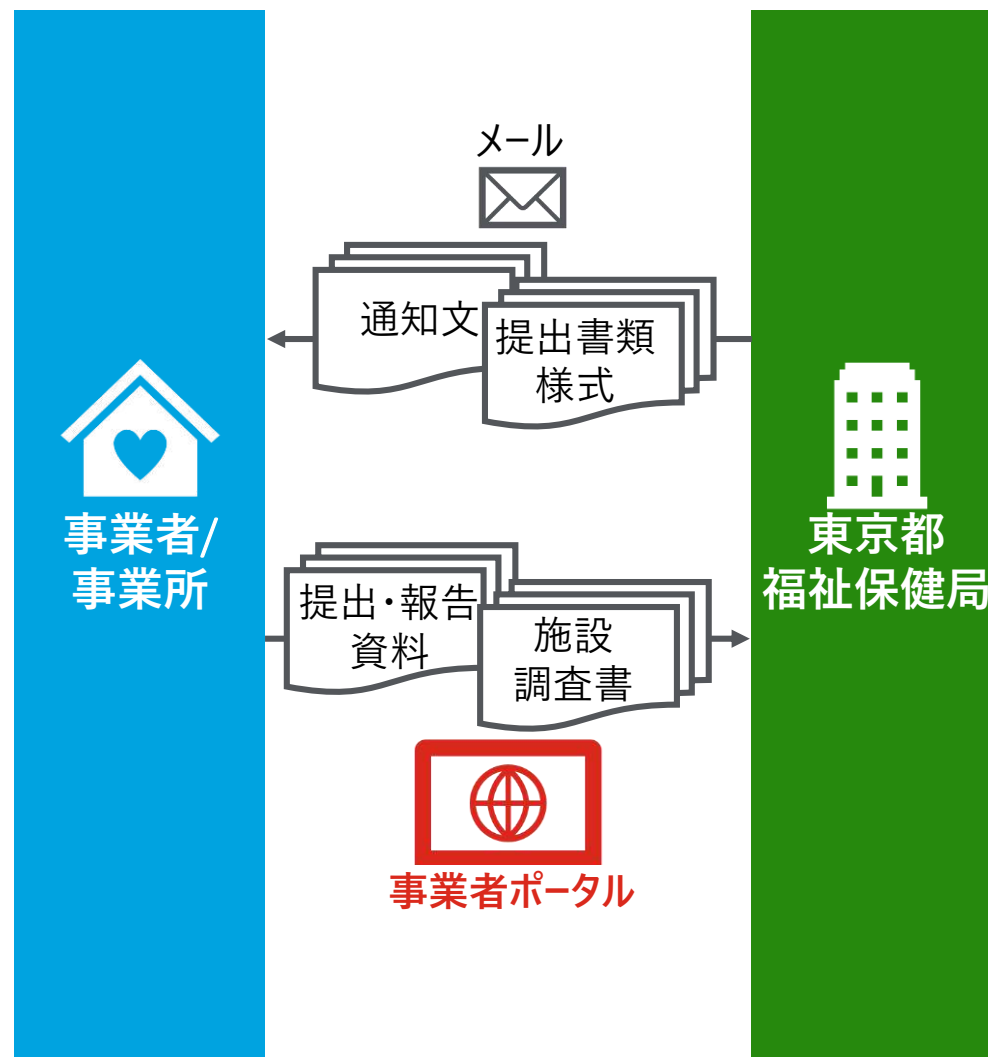 メール
通知文
提出書類
様式
事業者/
事業所
東京都
福祉保健局
提出・報告
資料
施設
調査書
事業者ポータル